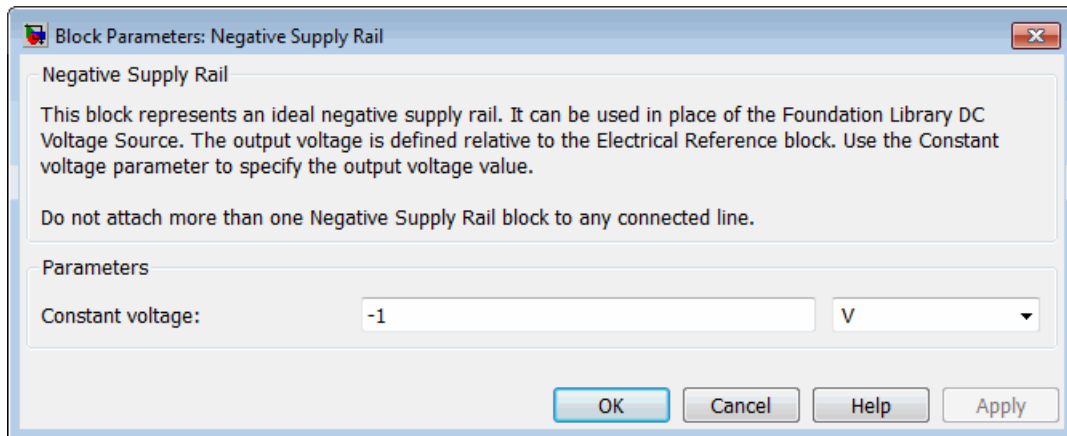 Block Parameters: Negative Supply Rail
Negative Supply Rail
This block represents an ideal negative supply rail. It can be used in place of the Foundation Library DC
Voltage Source. The output voltage is defined relative to the Electrical Reference block. Use the Constant
voltage parameter to specify the output voltage value.
Do not attach more than one Negative Supply Rail block to any connected line.
Parameters
Constant voltage: -1 V
OK Cancel Help Apply